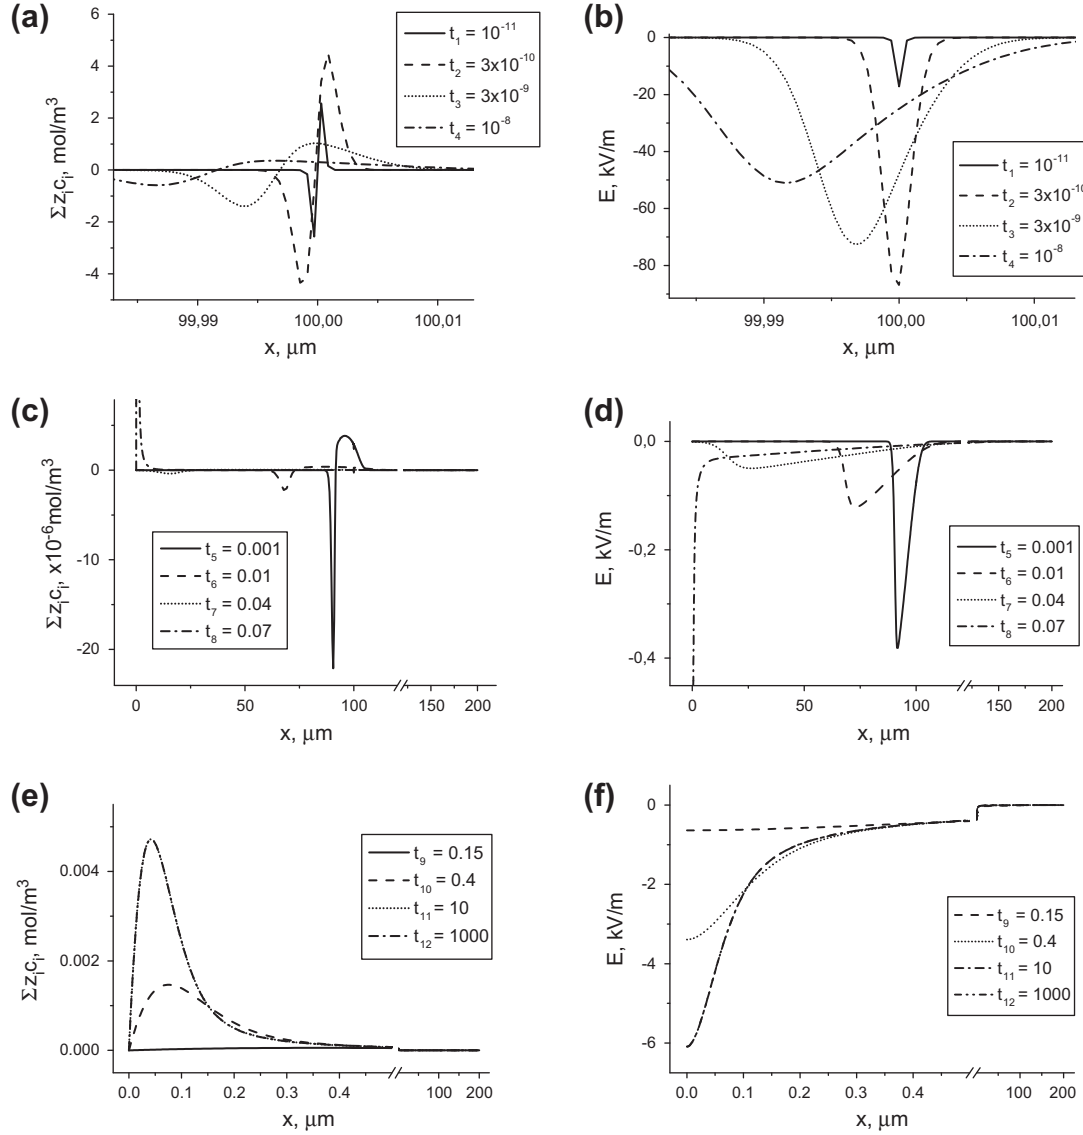 (a)
6
4
2
0
-2
-4
Σz_ic_i, mol/m³
t₁ = 10⁻¹¹
t₂ = 3x10⁻¹⁰
t₃ = 3x10⁻⁹
t₄ = 10⁻⁸
99,99
100,00
100,01
x, μm
(b)
0
-20
-40
-60
-80
E, kV/m
t₁ = 10⁻¹¹
t₂ = 3x10⁻¹⁰
t₃ = 3x10⁻⁹
t₄ = 10⁻⁸
99,99
100,00
100,01
x, μm
(c)
0
-10
-20
Σz_ic_i, x10⁻⁶mol/m³
t₅ = 0.001
t₆ = 0.01
t₇ = 0.04
t₈ = 0.07
0
50
100
150
200
x, μm
(d)
0,0
-0,2
-0,4
E, kV/m
t₅ = 0.001
t₆ = 0.01
t₇ = 0.04
t₈ = 0.07
0
50
100
150
200
x, μm
(e)
0.004
0.002
0.000
Σz_ic_i, mol/m³
t₉ = 0.15
t₁₀ = 0.4
t₁₁ = 10
t₁₂ = 1000
0.0
0.1
0.2
0.3
0.4
100
200
x, μm
(f)
0
-2
-4
-6
E, kV/m
t₉ = 0.15
t₁₀ = 0.4
t₁₁ = 10
t₁₂ = 1000
0.0
0.1
0.2
0.3
0.4
100
200
x, μm